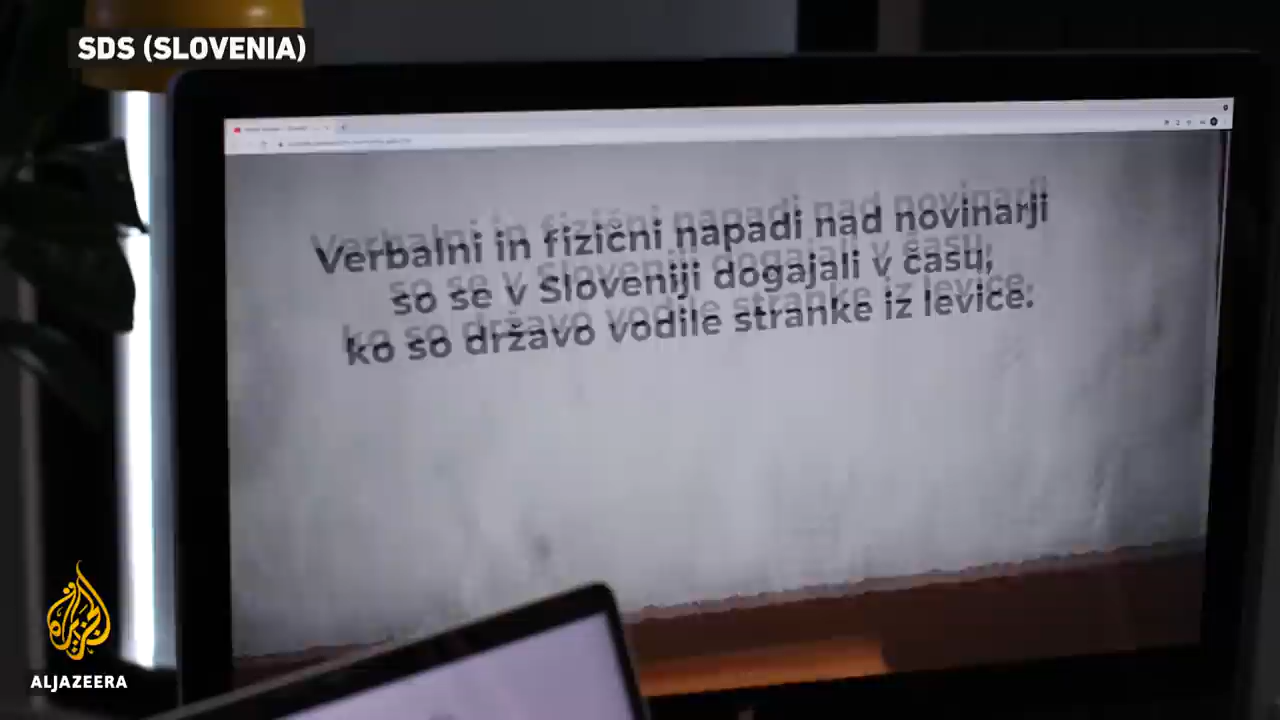 SDS (SLOVENIA)
Verbalni in fizični napadi nad novinarji
so se v Sloveniji dogajali v času,
ko so državo vodile stranke iz levice.
ALJAZEERA